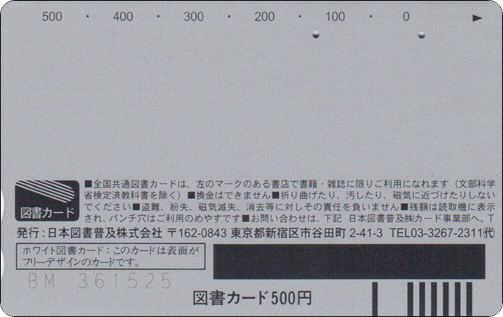 500 ・ 400 ・ 300 ・ 200 ・ 100 ・ 0 ▶
■全国共通図書カードは、左のマークのある書店で書籍・雑誌に限りご利用になれます（文部科学
省検定済教科書を除く）■換金はできません■折り曲げたり、汚したり、磁気に近づけたりしない
でください■盗難、紛失、磁気減失、消去等に対しその責任を負いません■残額は読取機に表示
され、パンチ穴はご利用のめやすです■お問い合わせは、下記 日本図書普及㈱カード事業部へ、T
図書カード
発行：日本図書普及株式会社 〒162-0843 東京都新宿区市谷田町 2-41-3 TEL03-3267-2311㈹
ホワイト図書カード：このカードは表面が
フリーデザインのカードです。
BM 361525
図書カード500円